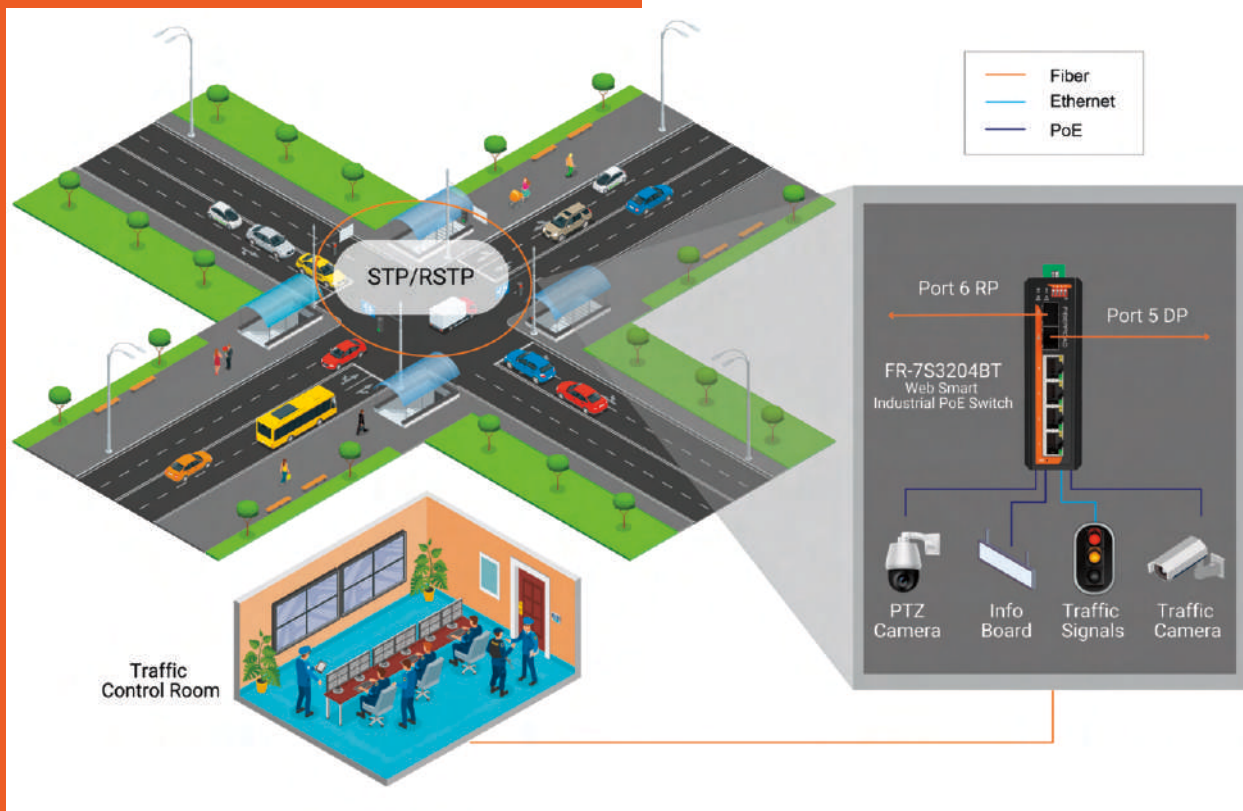 Fiber
Ethernet
PoE
STP/RSTP
Port 6 RP
Port 5 DP
FR-7S3204BT
Web Smart
Industrial PoE Switch
PTZ
Camera
Info
Board
Traffic
Signals
Traffic
Camera
Traffic
Control Room